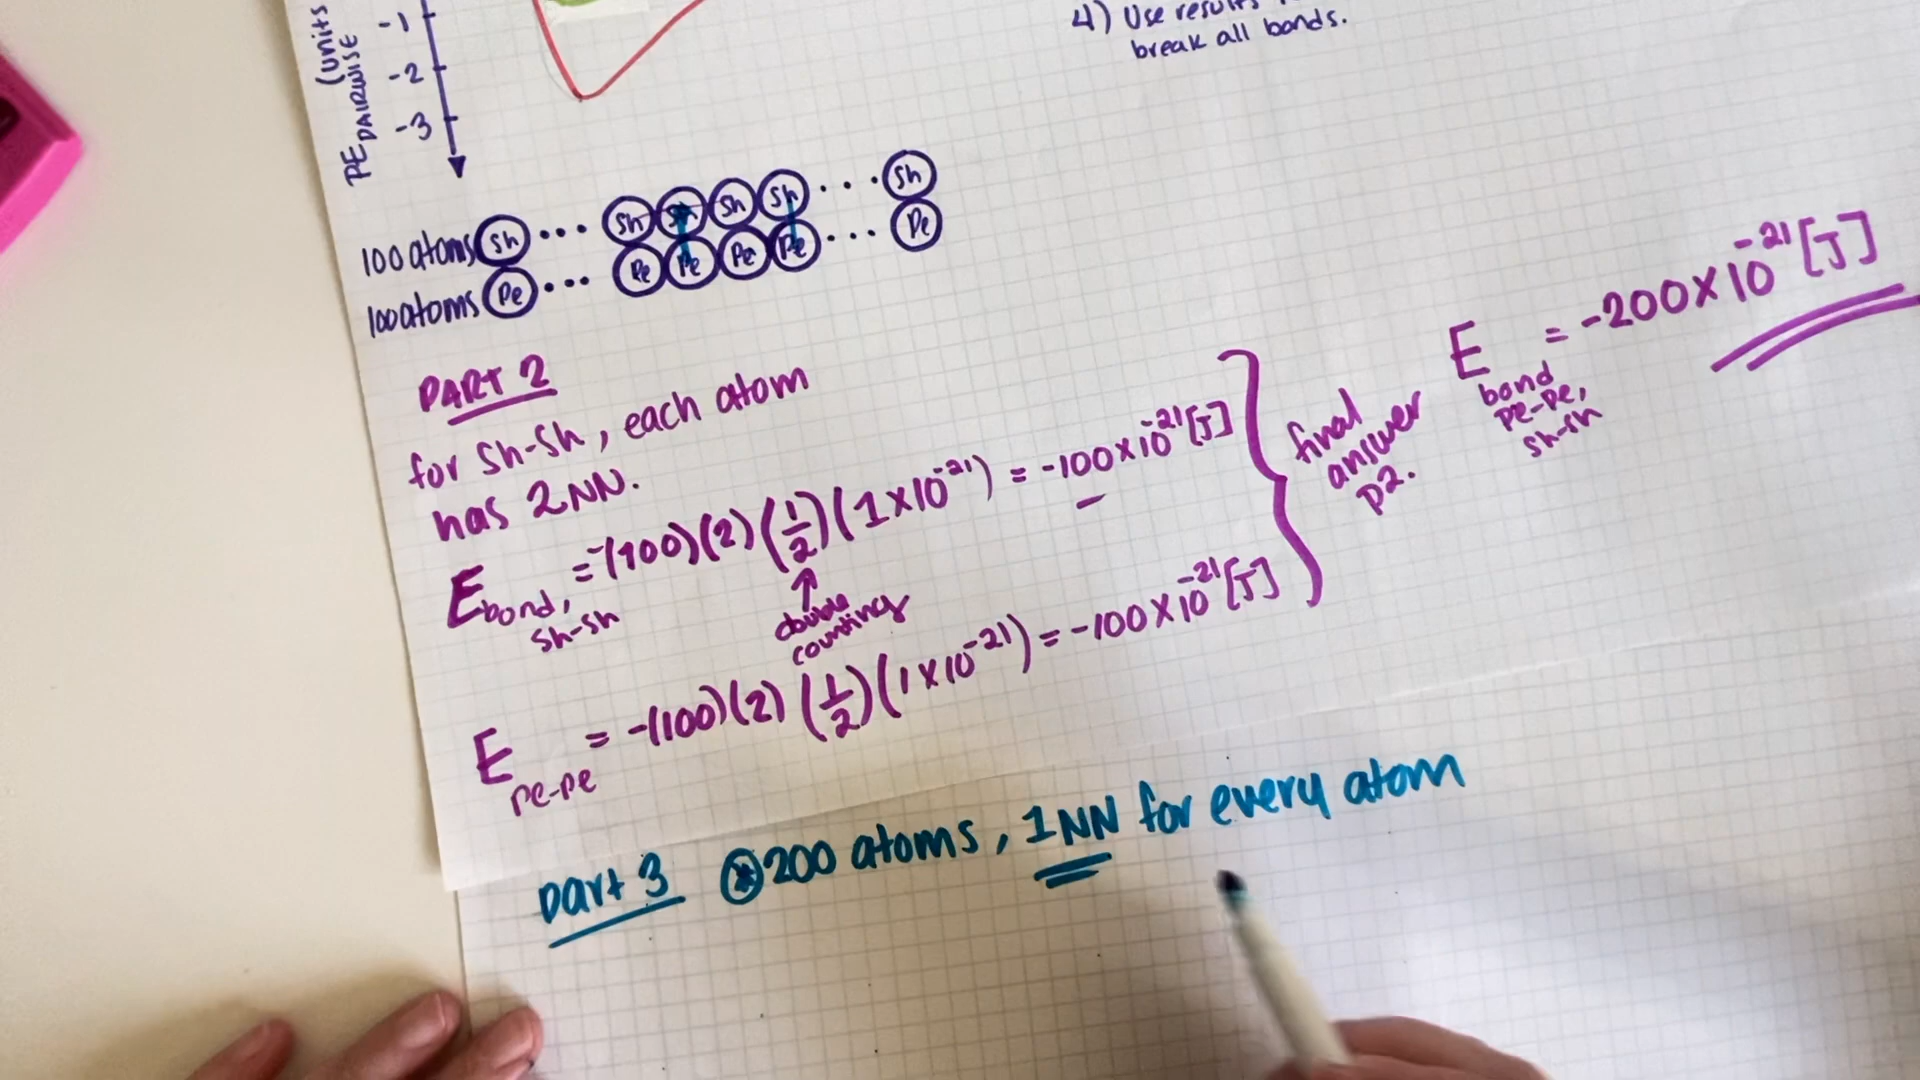 (units
PE PAIRWISE
-1
-2
-3
4) Use results
break all bonds.
100 atoms Sh ... Sh Sh Sh Sh ... Sh
100 atoms Pe ... Pe Pe Pe Pe ... Pe
PART 2
for Sh-Sh, each atom
has 2NN.
E bond, Sh-Sh = -(100)(2)(1/2)(1×10^-21) = -100×10^-21 [J]
double
counting
E Pe-Pe = -(100)(2)(1/2)(1×10^-21) = -100×10^-21 [J]
final
answer
p2.
E bond Pe-Pe, Sh-Sh = -200×10^-21 [J]
part 3 200 atoms, 1NN for every atom